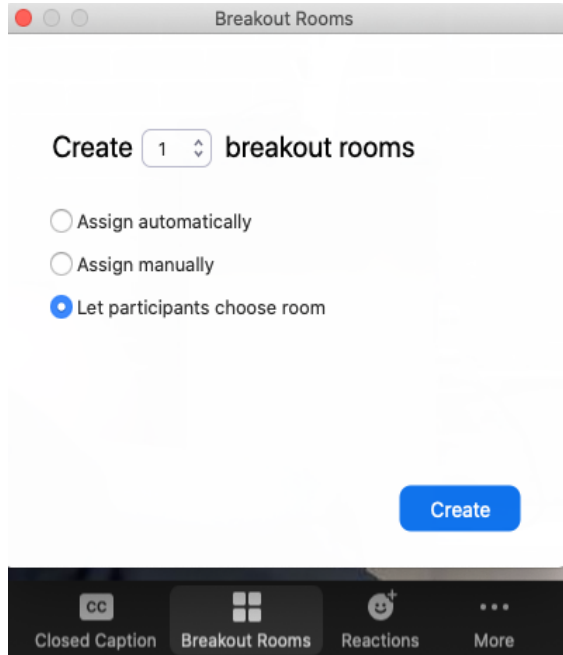 Breakout Rooms
Create 1 breakout rooms
Assign automatically
Assign manually
Let participants choose room
Create
CC
Closed Caption Breakout Rooms Reactions More